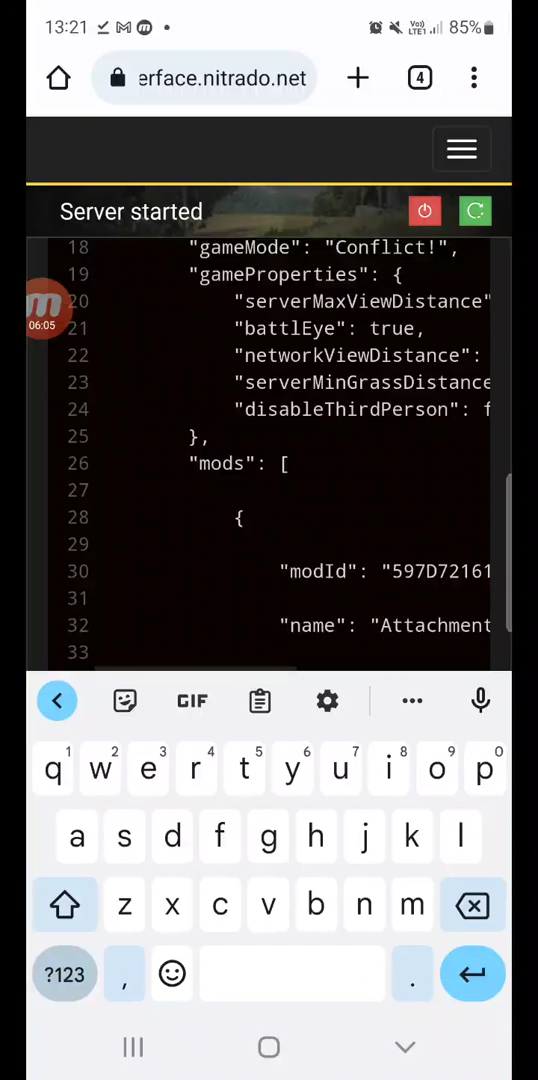 13:21
Vo))
LTE1
85%
erface.nitrado.net
4
Server started
18 "gameMode": "Conflict!",
19 "gameProperties": {
20 "serverMaxViewDistance"
21 "battlEye": true,
22 "networkViewDistance":
23 "serverMinGrassDistance
24 "disableThirdPerson": f
25 },
26 "mods": [
27
28 {
29
30 "modId": "597D72161
31
32 "name": "Attachment
33
m
06:05
GIF
1 2 3 4 5 6 7 8 9 0
q w e r t y u i o p
a s d f g h j k l
z x c v b n m
?123 , .